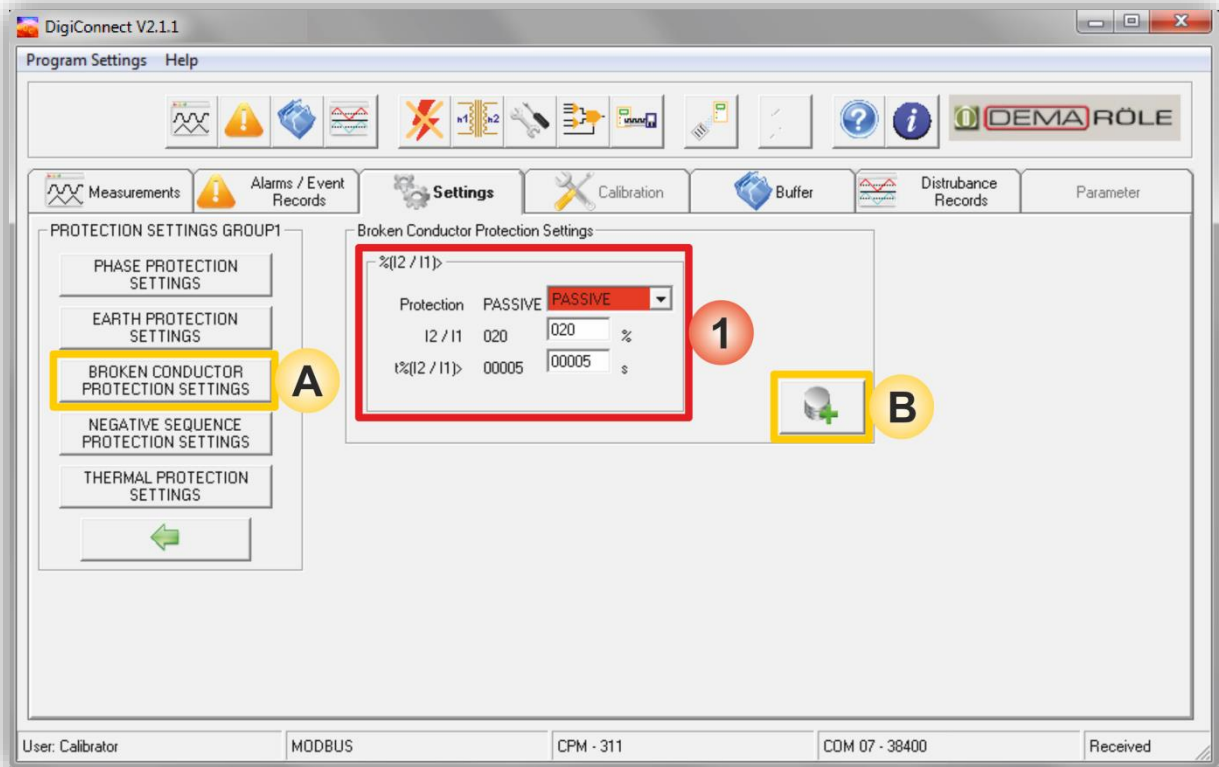 DigiConnect V2.1.1
Program Settings Help
h1 h2
DEMA RÖLE
Measurements
Alarms / Event
Records
Settings
Calibration
Buffer
Distrubance
Records
Parameter
PROTECTION SETTINGS GROUP1
PHASE PROTECTION
SETTINGS
EARTH PROTECTION
SETTINGS
BROKEN CONDUCTOR
PROTECTION SETTINGS
A
NEGATIVE SEQUENCE
PROTECTION SETTINGS
THERMAL PROTECTION
SETTINGS
Broken Conductor Protection Settings
%(I2 / I1)>
Protection PASSIVE PASSIVE
I2 / I1 020 020 %
t%(I2 / I1)> 00005 00005 s
1
B
User: Calibrator
MODBUS
CPM - 311
COM 07 - 38400
Received